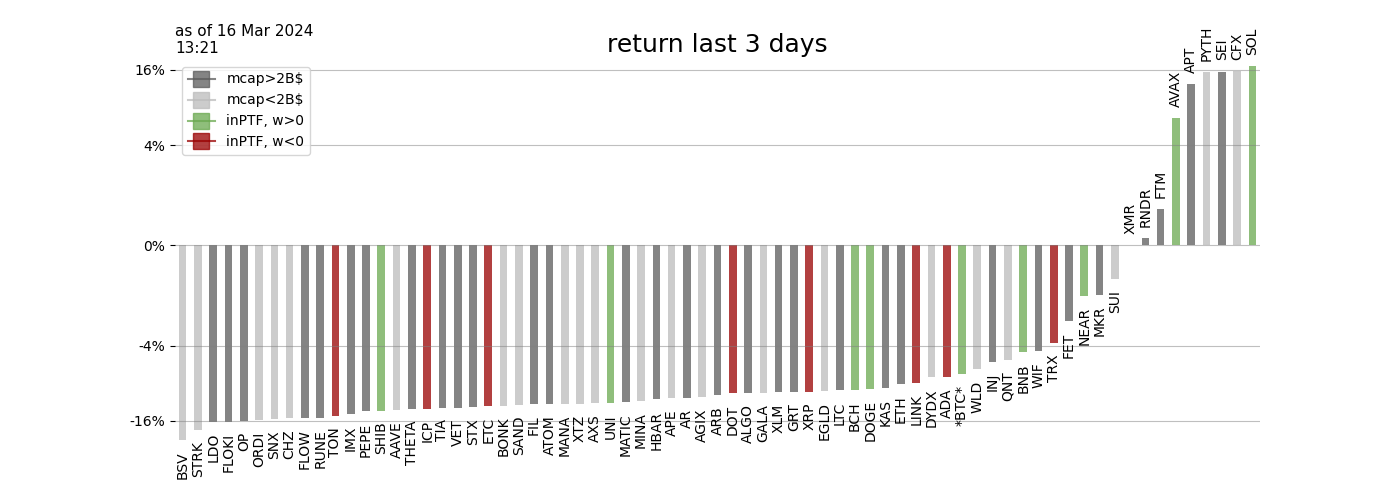 as of 16 Mar 2024
13:21
return last 3 days
mcap>2B$
mcap<2B$
inPTF, w>0
inPTF, w<0
16%
4%
0%
-4%
-16%
BSV
STRK
LDO
FLOKI
OP
ORDI
SNX
CHZ
FLOW
RUNE
TON
IMX
PEPE
SHIB
AAVE
THETA
ICP
TIA
VET
STX
ETC
BONK
SAND
FIL
ATOM
MANA
XTZ
AXS
UNI
MATIC
MINA
HBAR
APE
AR
AGIX
ARB
DOT
ALGO
GALA
XLM
GRT
XRP
EGLD
LTC
BCH
DOGE
KAS
ETH
LINK
DYDX
ADA
*BTC*
WLD
INJ
QNT
BNB
WIF
TRX
FET
NEAR
MKR
SUI
XMR
RNDR
FTM
AVAX
APT
PYTH
SEI
CFX
SOL